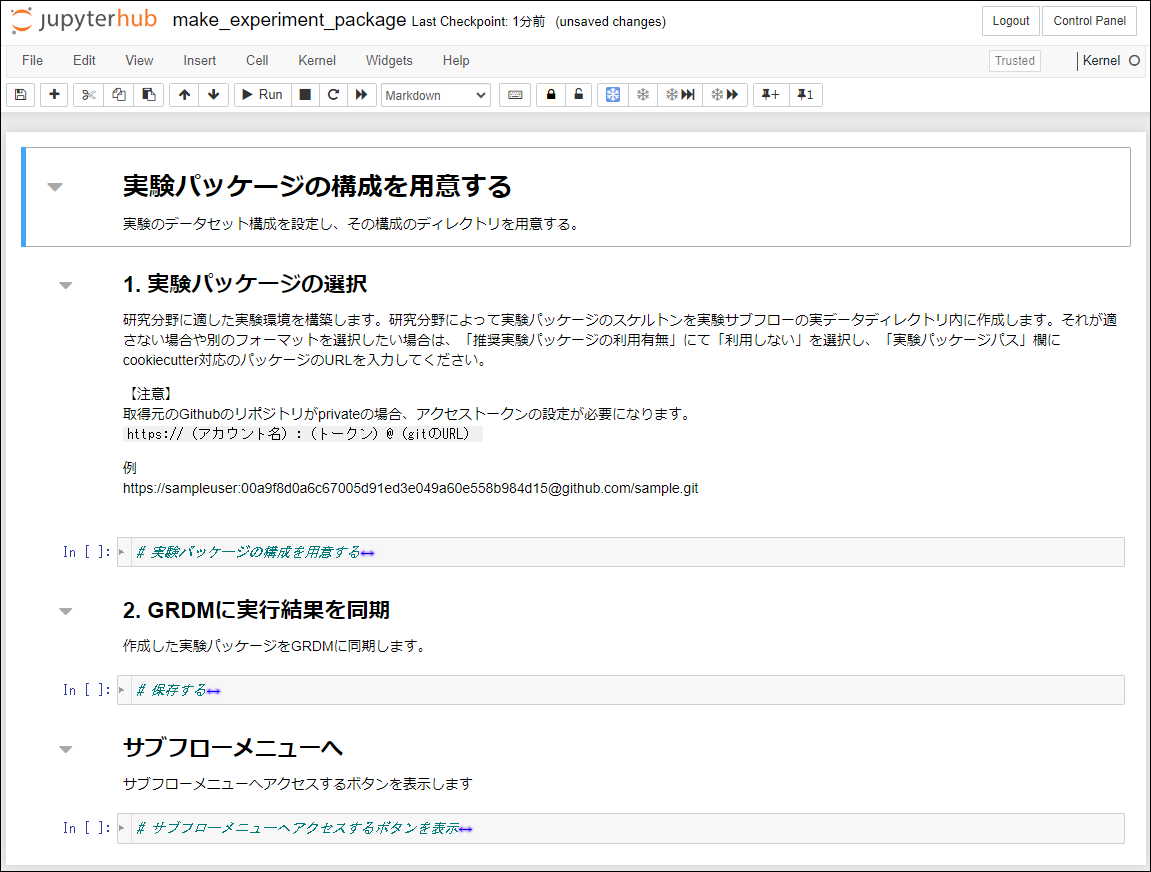 jupyterhub make_experiment_package Last Checkpoint: 1分前 (unsaved changes) Logout Control Panel
File Edit View Insert Cell Kernel Widgets Help Trusted Kernel
Run Markdown + 1
実験パッケージの構成を用意する
実験のデータセット構成を設定し、その構成のディレクトリを用意する。
1. 実験パッケージの選択
研究分野に適した実験環境を構築します。研究分野によって実験パッケージのスケルトンを実験サブフローの実データディレクトリ内に作成します。それが適
さない場合や別のフォーマットを選択したい場合は、「推奨実験パッケージの利用有無」にて「利用しない」を選択し、「実験パッケージパス」欄に
cookiecutter対応のパッケージのURLを入力してください。
【注意】
取得元のGithubのリポジトリがprivateの場合、アクセストークンの設定が必要になります。
https://（アカウント名）:（トークン）@（gitのURL）
例
https://sampleuser:00a9f8d0a6c67005d91ed3e049a60e558b984d15@github.com/sample.git
In [ ]: # 実験パッケージの構成を用意する
2. GRDMに実行結果を同期
作成した実験パッケージをGRDMに同期します。
In [ ]: # 保存する
サブフローメニューへ
サブフローメニューへアクセスするボタンを表示します
In [ ]: # サブフローメニューへアクセスするボタンを表示